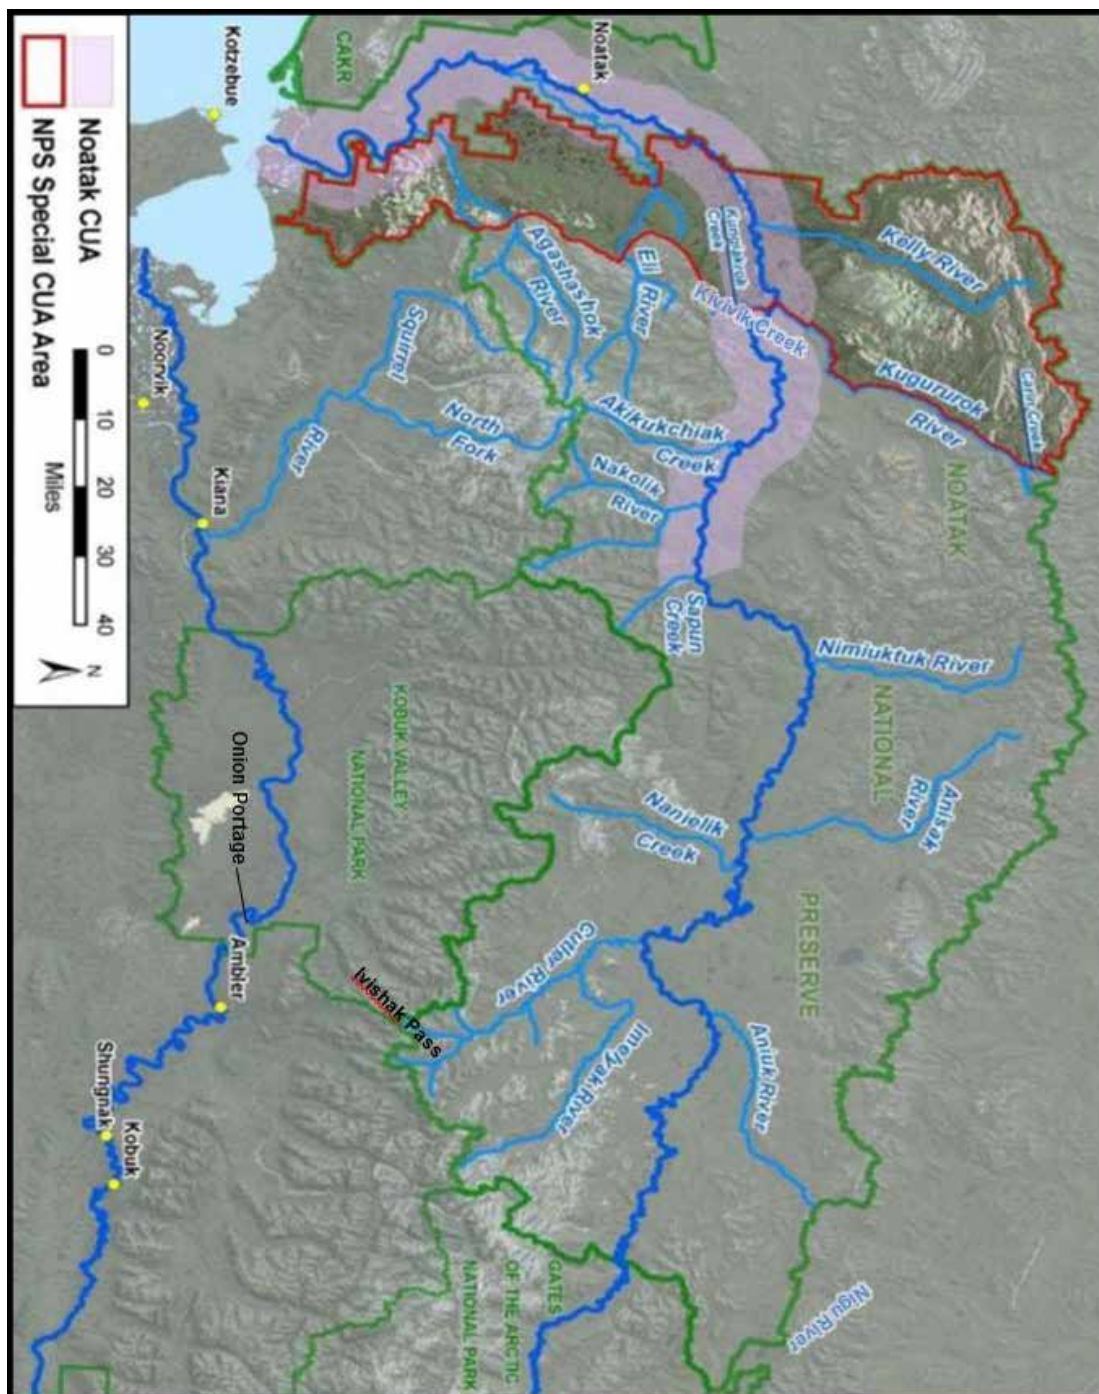 Kotzebue
CAKR
Noatak
Noatak CUA
NPS Special CUA Area
0
10
20
30
40
Miles
N
Noorvik
Kiana
Squirrel
River
North
Fork
Agashashok
River
Eli
River
Kivivik Creek
Akikukchiak
Creek
Nakolik
River
Sapun
Creek
Kelly River
Kugururok
River
NOATAK
NATIONAL
PRESERVE
Nimiuktuk River
Anisak
River
Nanielik
Creek
Cutler River
Imelyak River
Aniuk River
Nigu River
KOBUK VALLEY
NATIONAL PARK
Onion Portage
Ambler
Ivishak Pass
Shungnak
Kobuk
GATES
OF THE ARCTIC
NATIONAL PARK